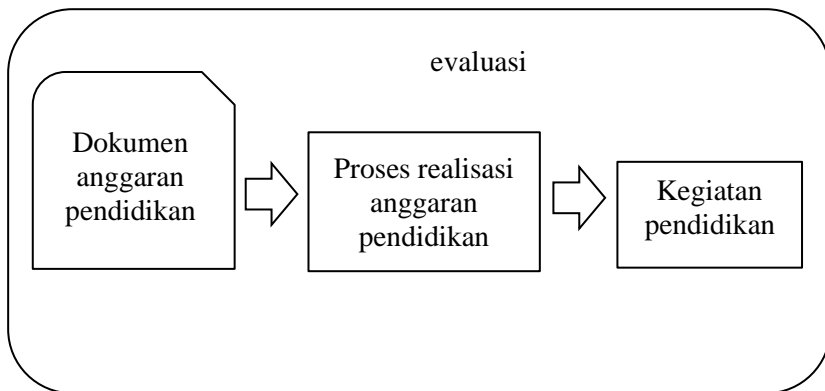 evaluasi
Dokumen
anggaran
pendidikan
Proses realisasi
anggaran
pendidikan
Kegiatan
pendidikan